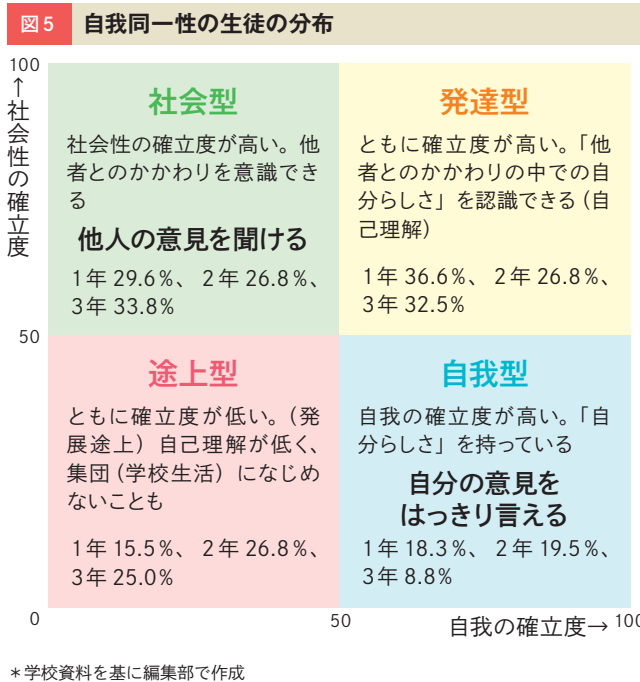 図5 自我同一性の生徒の分布
100
↑社会性の確立度
社会型
社会性の確立度が高い。他
者とのかかわりを意識でき
る
他人の意見を聞ける
1年 29.6%、 2年 26.8%、
3年 33.8%
発達型
ともに確立度が高い。「他
者とのかかわりの中での自
分らしさ」を認識できる(自
己理解)
1年 36.6%、 2年 26.8%、
3年 32.5%
50
途上型
ともに確立度が低い。(発
展途上) 自己理解が低く、
集団(学校生活) になじめ
ないことも
1年 15.5%、 2年 26.8%、
3年 25.0%
自我型
自我の確立度が高い。「自
分らしさ」を持っている
自分の意見を
はっきり言える
1年 18.3%、 2年 19.5%、
3年 8.8%
0 50 自我の確立度→ 100
*学校資料を基に編集部で作成